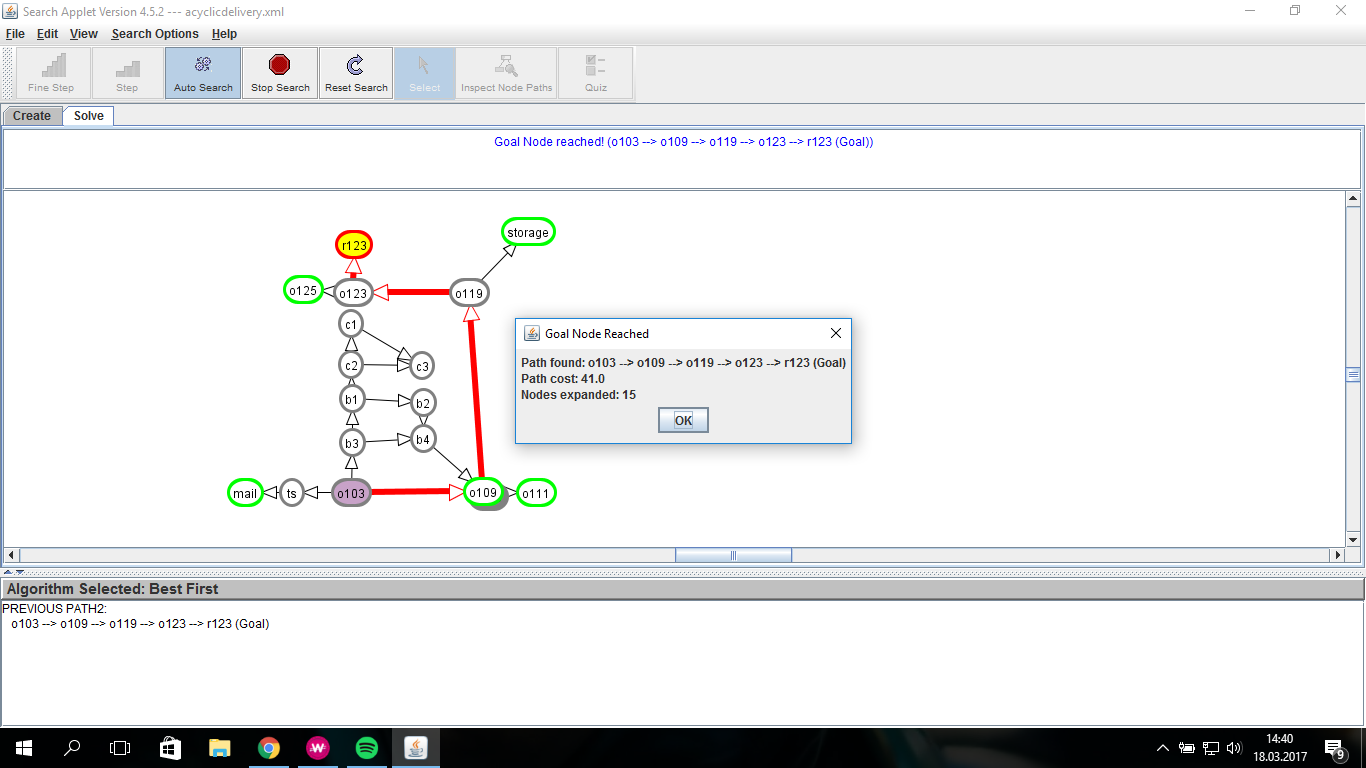 Search Applet Version 4.5.2 --- acyclicdelivery.xml
File Edit View Search Options Help
Fine Step Step Auto Search Stop Search Reset Search Select Inspect Node Paths Quiz
Create Solve
Goal Node reached! (o103 --> o109 --> o119 --> o123 --> r123 (Goal))
storage
r123
o125 o123 o119
c1
c2 c3
b1 b2
b3 b4
mail ts o103 o109 o111
Goal Node Reached
Path found: o103 --> o109 --> o119 --> o123 --> r123 (Goal)
Path cost: 41.0
Nodes expanded: 15
OK
Algorithm Selected: Best First
PREVIOUS PATH2:
o103 --> o109 --> o119 --> o123 --> r123 (Goal)
14:40
18.03.2017
9